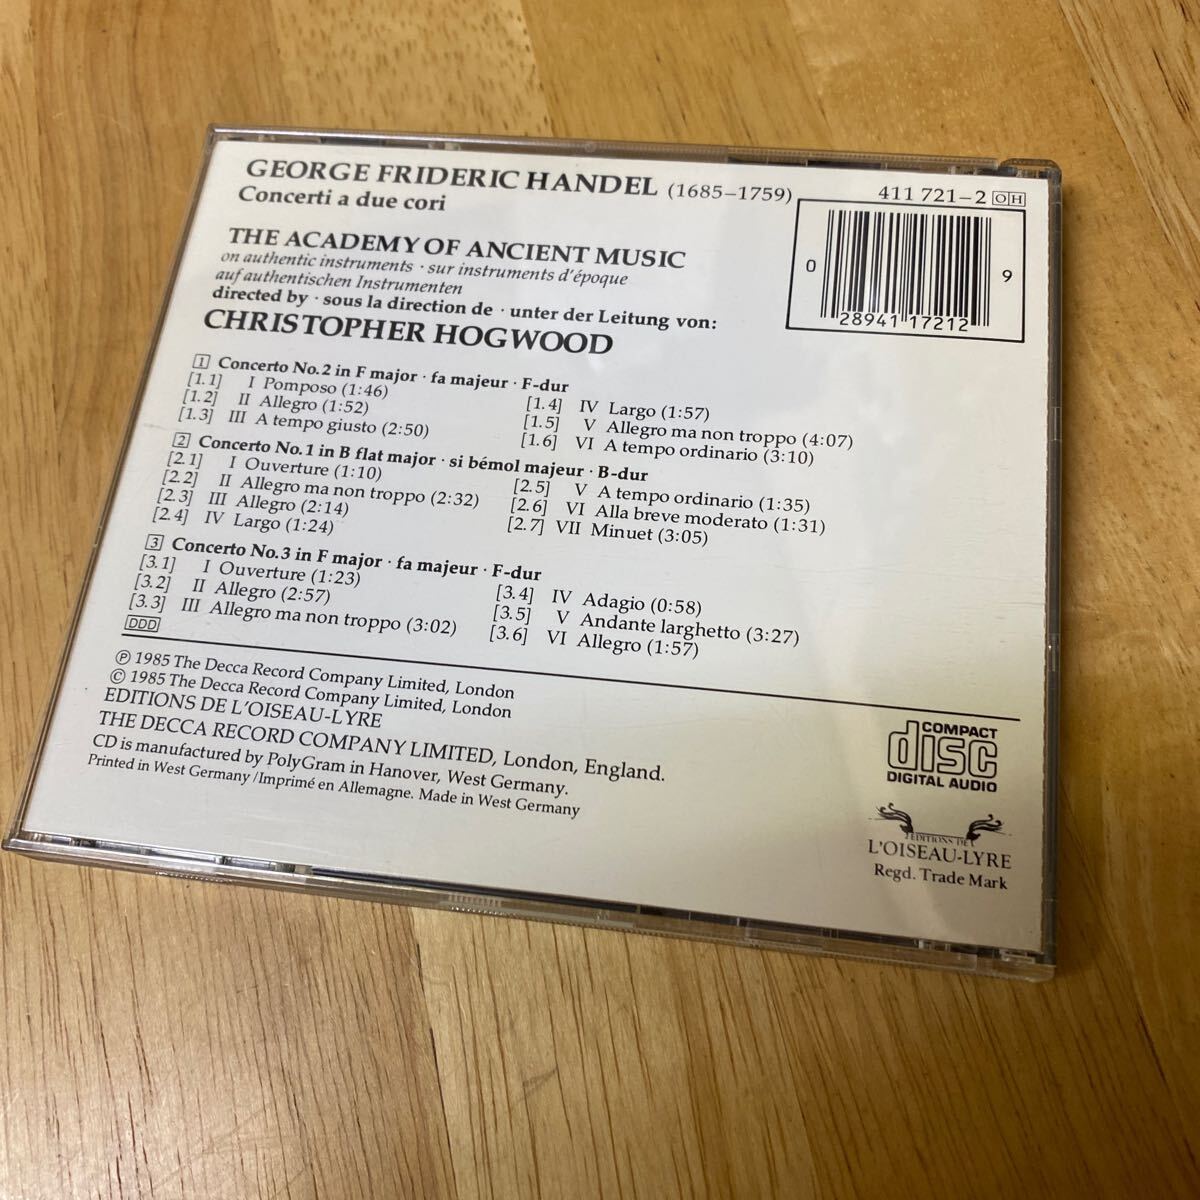 GEORGE FRIDERIC HANDEL (1685–1759)
Concerti a due cori
411 721–2 OH
0 28941 17212 9
THE ACADEMY OF ANCIENT MUSIC
on authentic instruments · sur instruments d'époque
auf authentischen Instrumenten
directed by · sous la direction de · unter der Leitung von:
CHRISTOPHER HOGWOOD
1 Concerto No.2 in F major · fa majeur · F-dur
[1.1] I Pomposo (1:46)
[1.2] II Allegro (1:52)
[1.3] III A tempo giusto (2:50)
[1.4] IV Largo (1:57)
[1.5] V Allegro ma non troppo (4:07)
[1.6] VI A tempo ordinario (3:10)
2 Concerto No.1 in B flat major · si bémol majeur · B-dur
[2.1] I Ouverture (1:10)
[2.2] II Allegro ma non troppo (2:32)
[2.3] III Allegro (2:14)
[2.4] IV Largo (1:24)
[2.5] V A tempo ordinario (1:35)
[2.6] VI Alla breve moderato (1:31)
[2.7] VII Minuet (3:05)
3 Concerto No.3 in F major · fa majeur · F-dur
[3.1] I Ouverture (1:23)
[3.2] II Allegro (2:57)
[3.3] III Allegro ma non troppo (3:02)
[3.4] IV Adagio (0:58)
[3.5] V Andante larghetto (3:27)
[3.6] VI Allegro (1:57)
DDD
℗ 1985 The Decca Record Company Limited, London
© 1985 The Decca Record Company Limited, London
EDITIONS DE L'OISEAU-LYRE
THE DECCA RECORD COMPANY LIMITED, London, England.
CD is manufactured by PolyGram in Hanover, West Germany.
Printed in West Germany/Imprimé en Allemagne. Made in West Germany
COMPACT
disc
DIGITAL AUDIO
EDITIONS DE
L'OISEAU-LYRE
Regd. Trade Mark